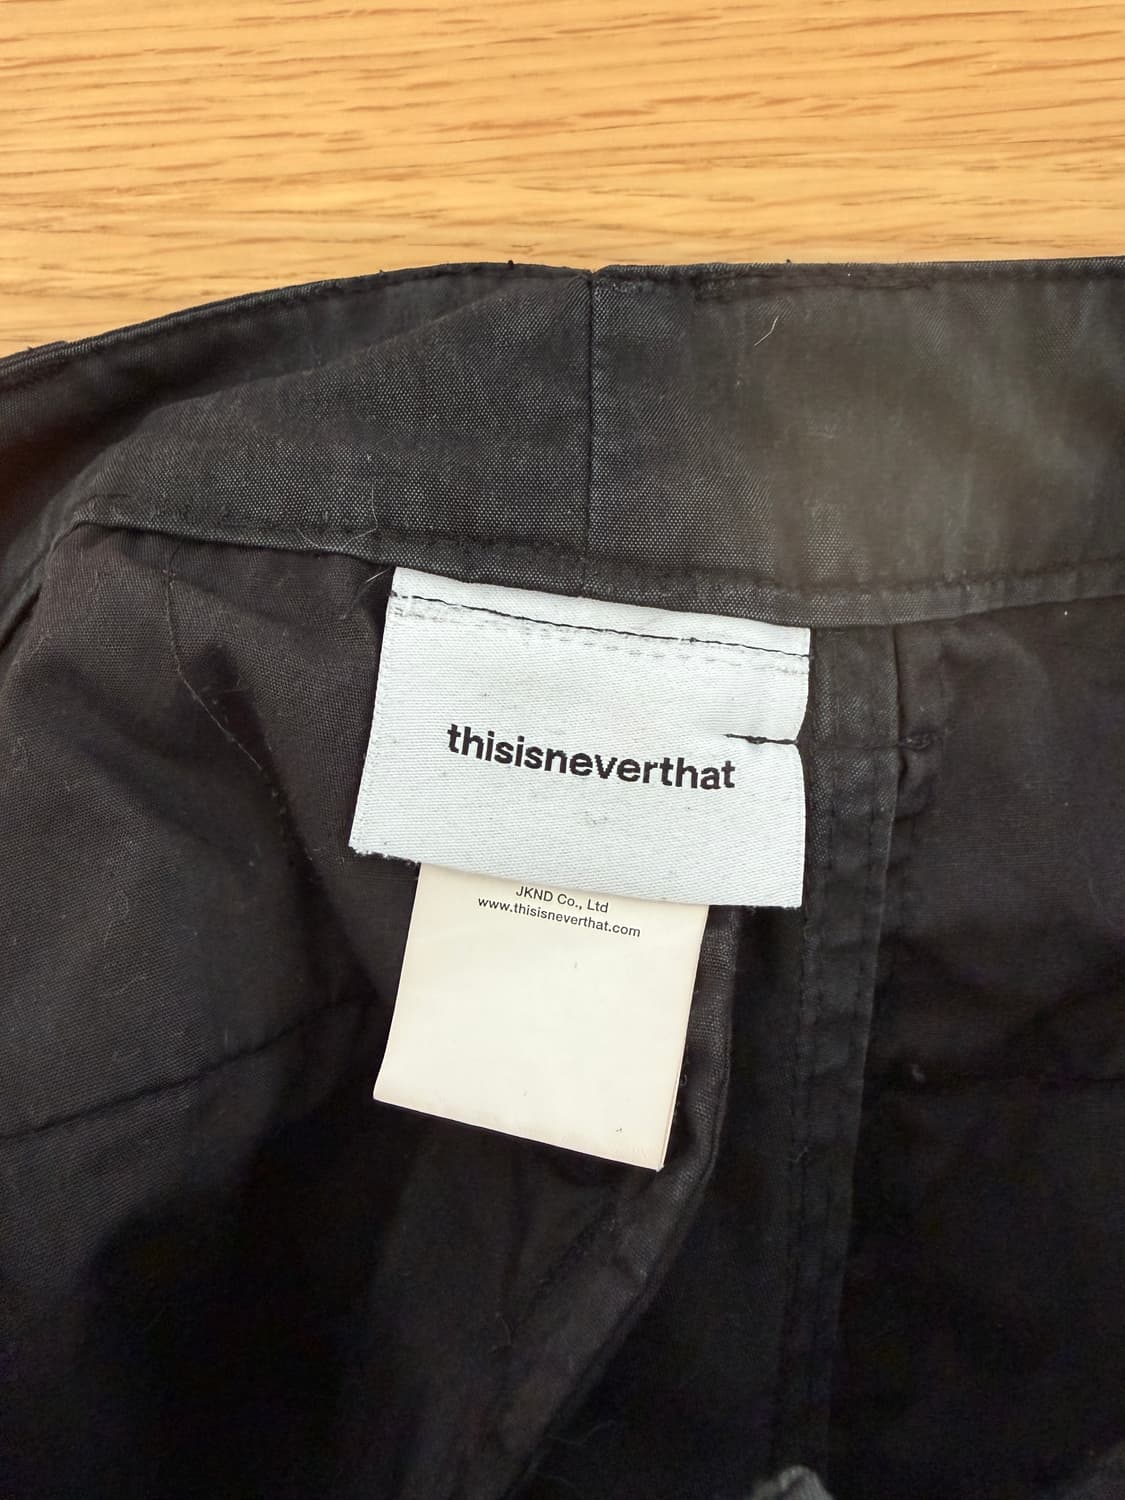 thisisneverthat
JKND Co., Ltd
www.thisisneverthat.com